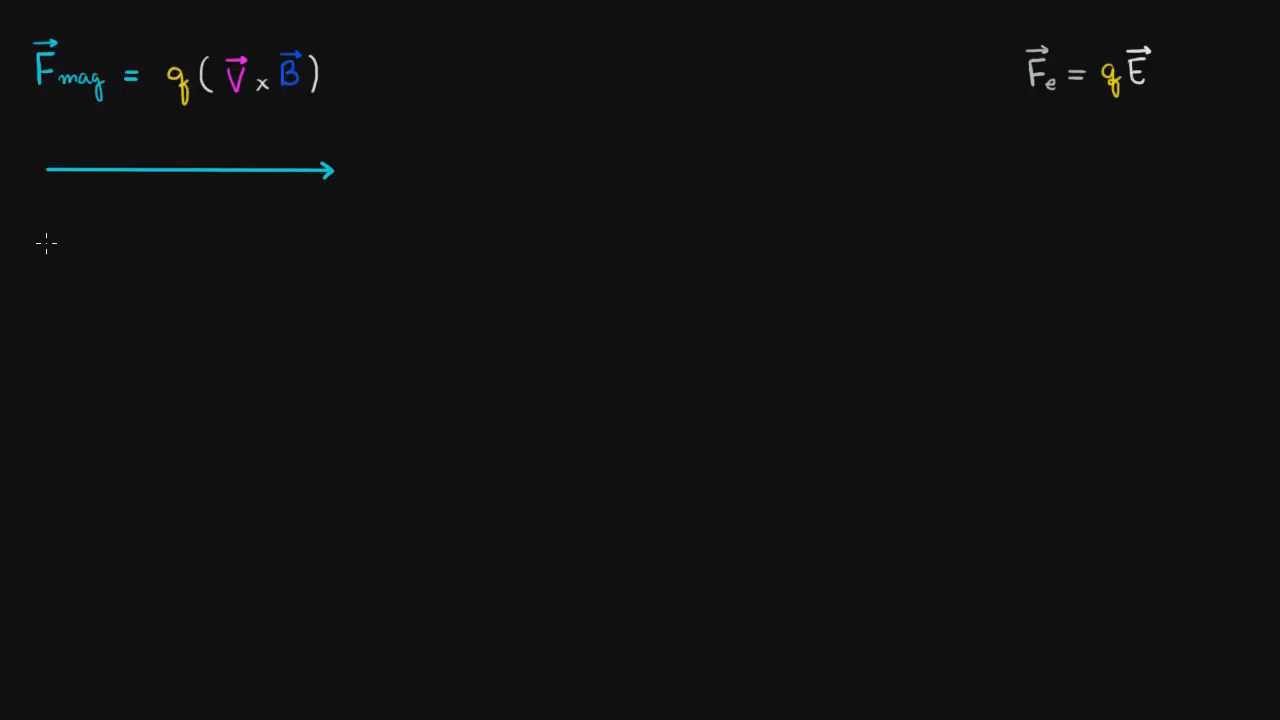 F⃗mag = q ( V⃗ × B⃗ )
F⃗e = q E⃗